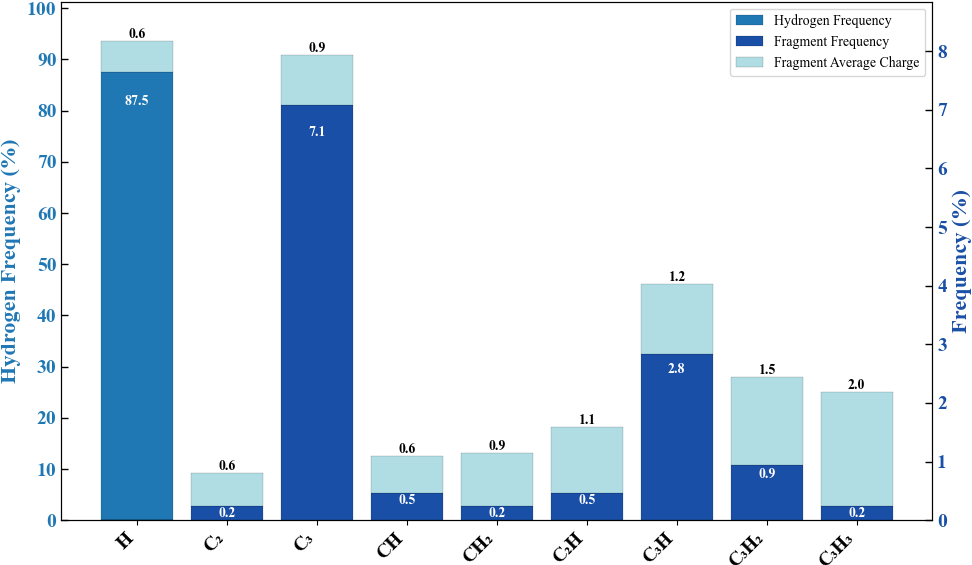 Hydrogen Frequency (%)
100
90
80
70
60
50
40
30
20
10
0
0.6
87.5
0.6
0.2
0.9
7.1
0.6
0.5
0.9
0.2
1.1
0.5
1.2
2.8
1.5
0.9
2.0
0.2
Hydrogen Frequency
Fragment Frequency
Fragment Average Charge
8
7
6
5
4
3
2
1
0
Frequency (%)
H
C₂
C₃
CH
CH₂
C₂H
C₃H
C₃H₂
C₃H₃